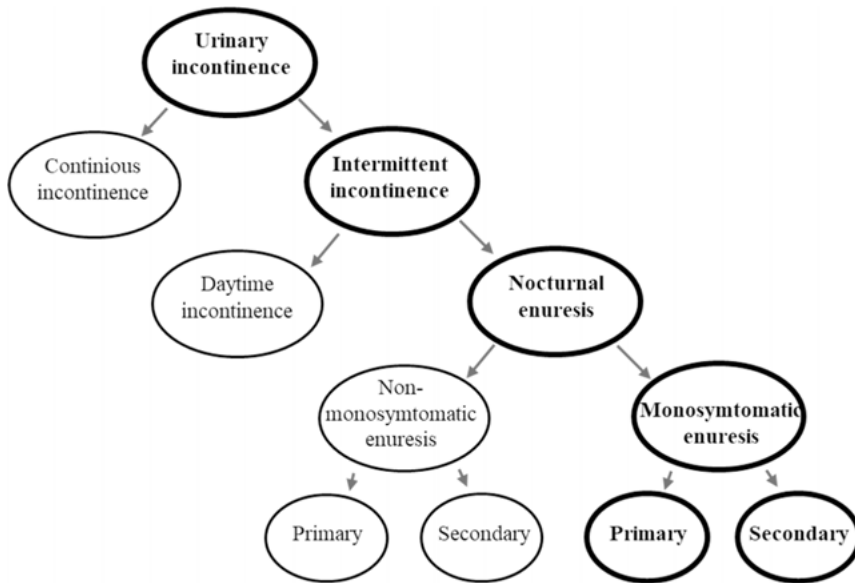 Urinary
incontinence
Continious
incontinence
Intermittent
incontinence
Daytime
incontinence
Nocturnal
enuresis
Non-
monosymtomatic
enuresis
Monosymtomatic
enuresis
Primary
Secondary
Primary
Secondary